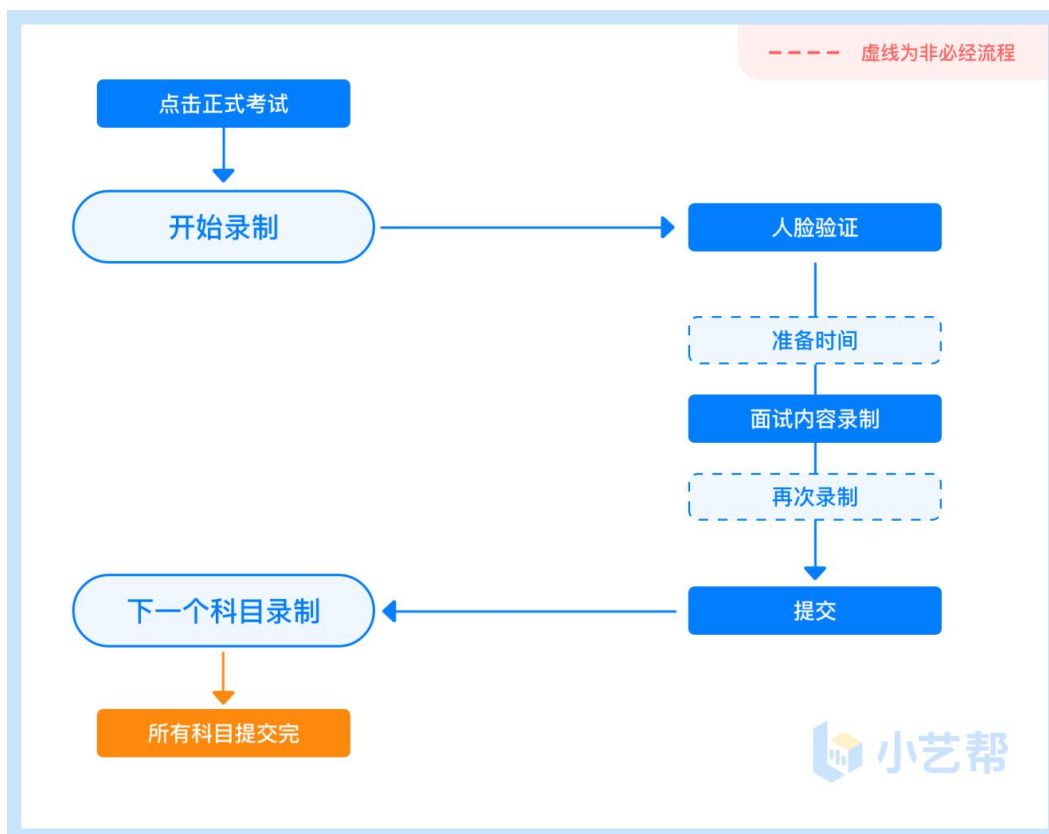 虚线为非必经流程
点击正式考试
开始录制
人脸验证
准备时间
面试内容录制
再次录制
提交
下一个科目录制
所有科目提交完
小艺帮